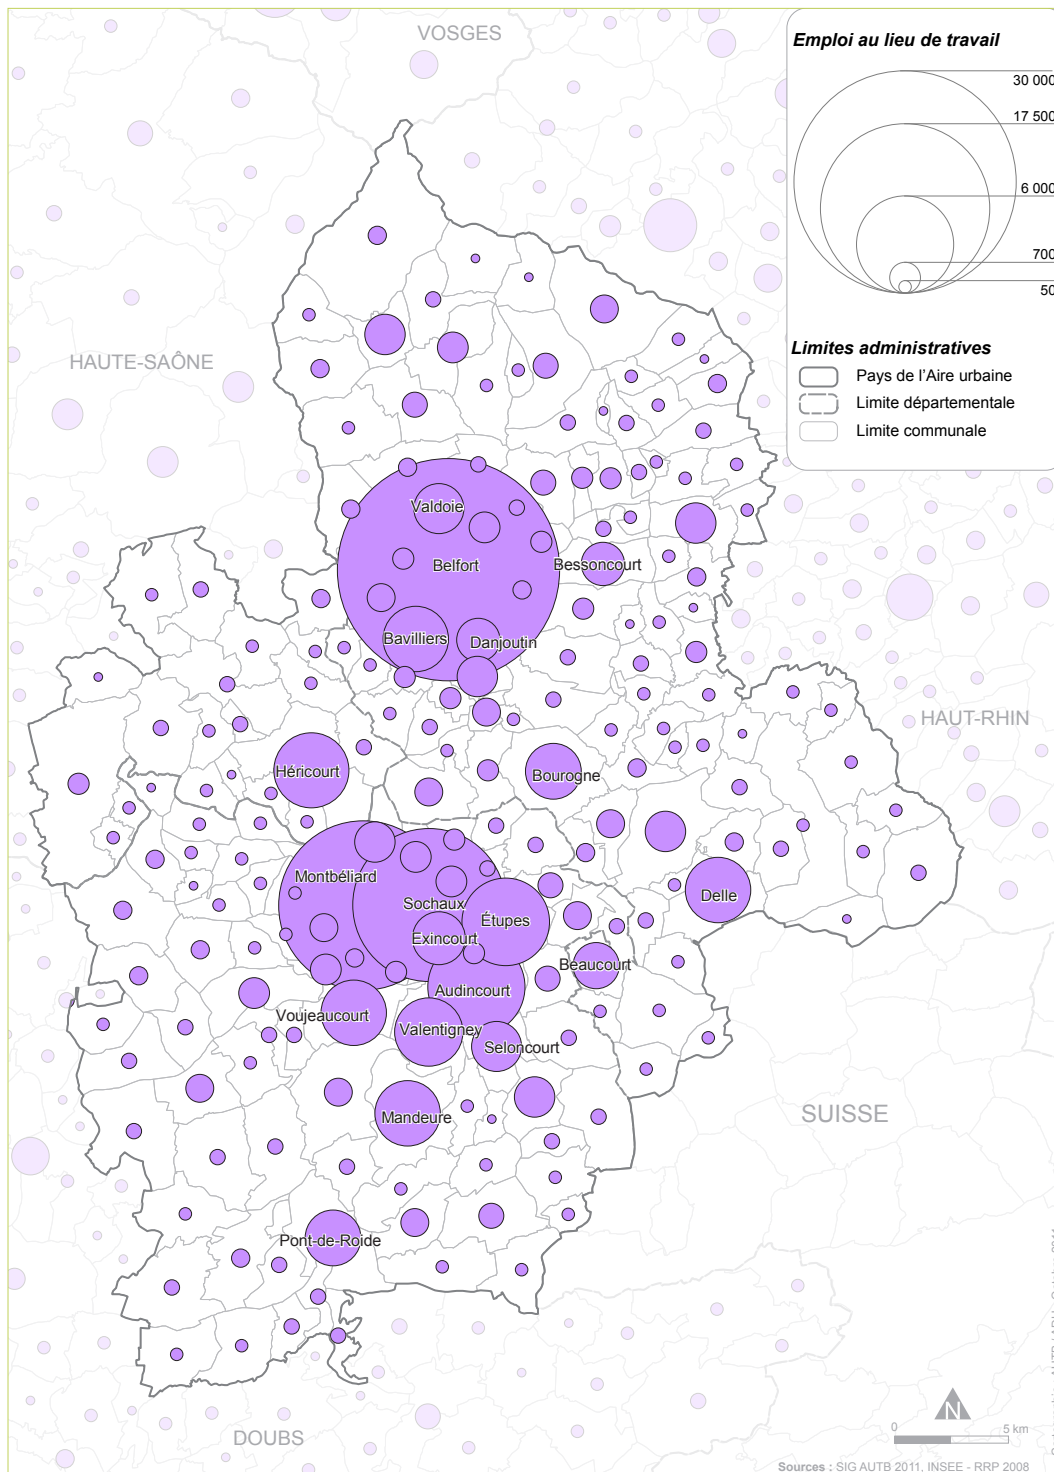 VOSGES
Emploi au lieu de travail
30 000
17 500
6 000
700
50
HAUTE-SAÔNE
Limites administratives
Pays de l'Aire urbaine
Limite départementale
Limite communale
Valdoie
Belfort
Bessoncourt
Bavilliers
Danjoutin
HAUT-RHIN
Héricourt
Bourogne
Montbéliard
Delle
Sochaux
Étupes
Exincourt
Beaucourt
Audincourt
Voujeaucourt
Valentigney
Seloncourt
SUISSE
Mandeure
Pont-de-Roide
N
0
5 km
DOUBS
Sources : SIG AUTB 2011, INSEE - RRP 2008